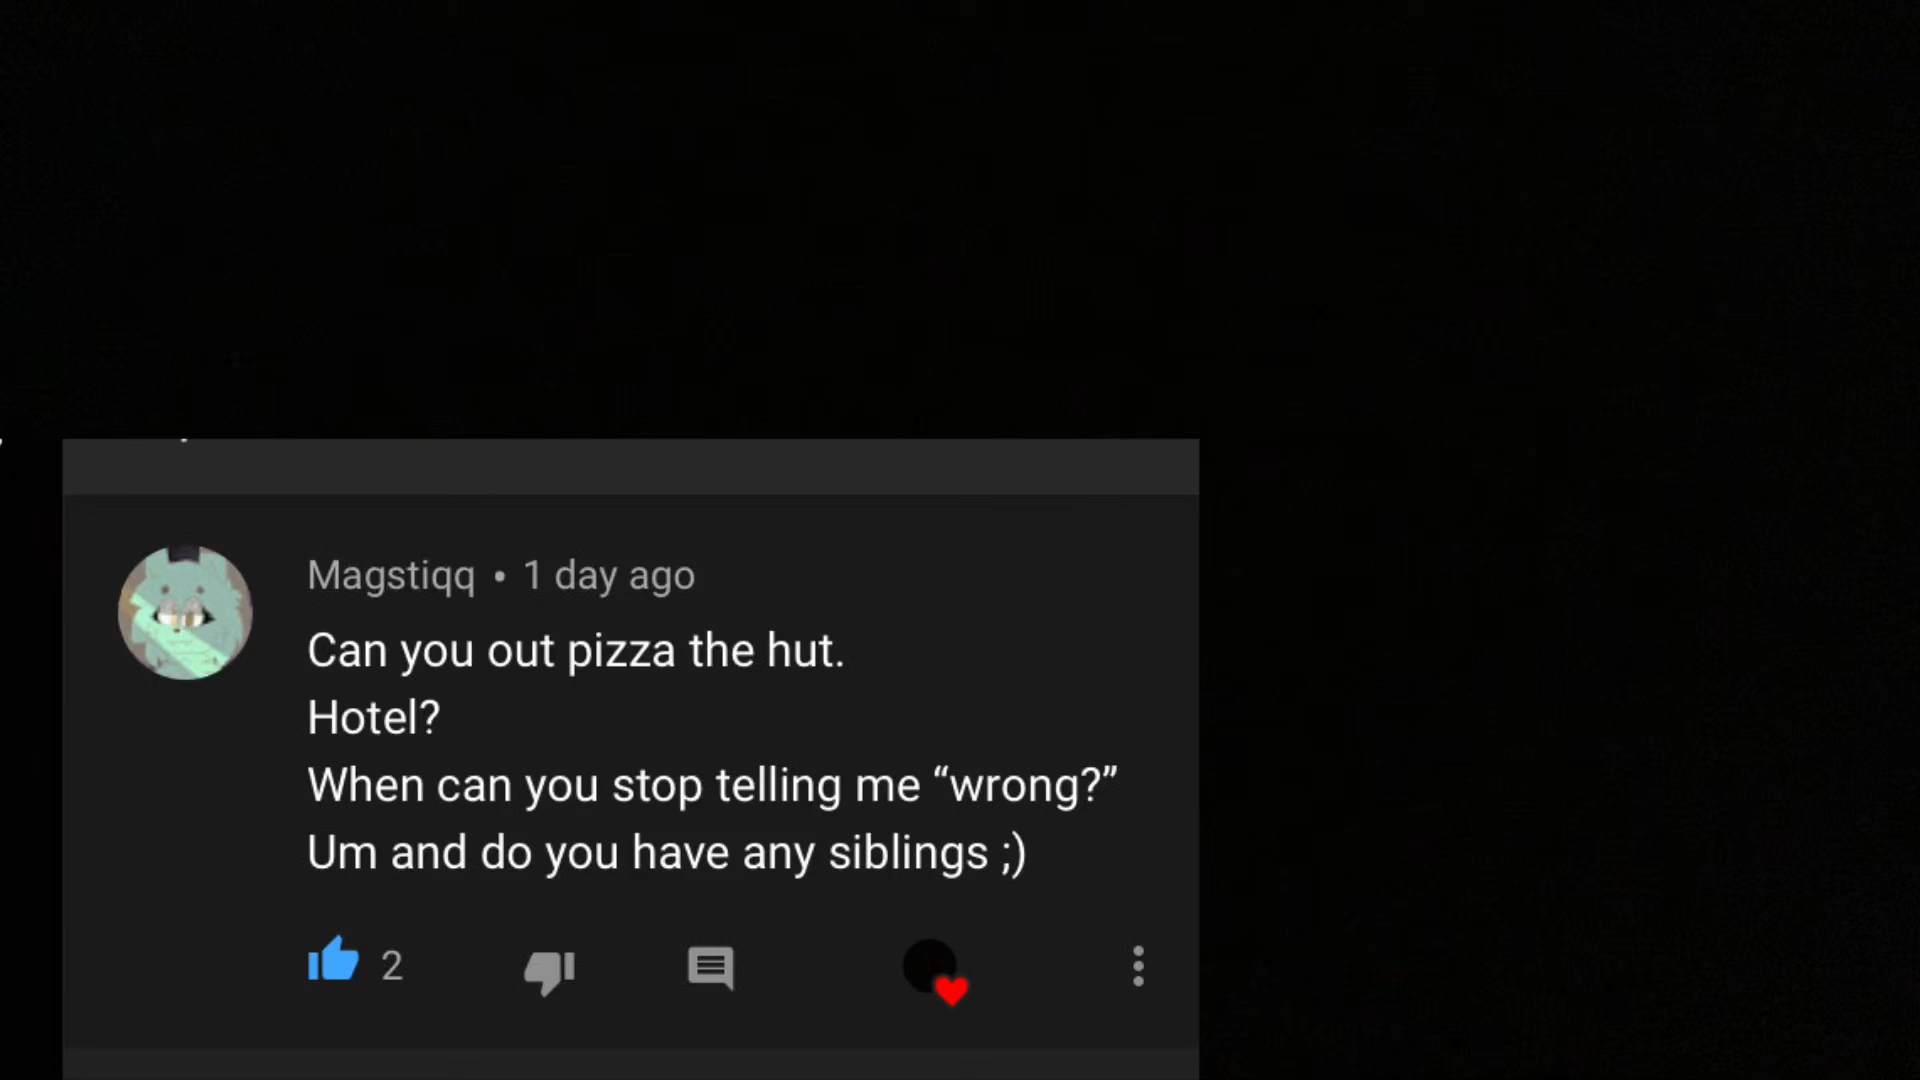 Magstiqq • 1 day ago
Can you out pizza the hut.
Hotel?
When can you stop telling me “wrong?”
Um and do you have any siblings ;)
2